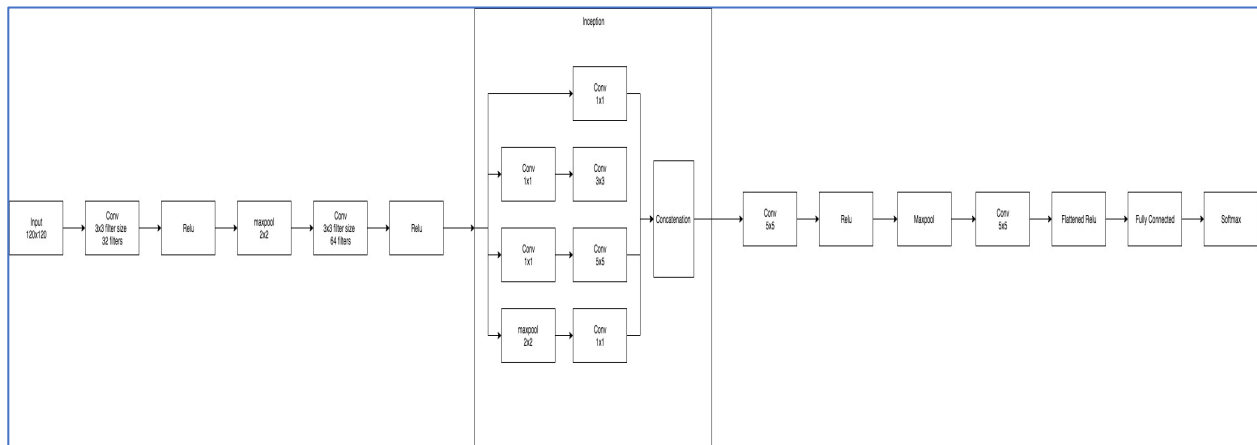 Inception
Input
120x120
Conv
3x3 filter size
32 filters
Relu
maxpool
2x2
Conv
3x3 filter size
64 filters
Relu
Conv
1x1
Conv
1x1
Conv
3x3
Conv
1x1
Conv
5x5
maxpool
2x2
Conv
1x1
Concatenation
Conv
5x5
Relu
Maxpool
Conv
5x5
Flattened Relu
Fully Connected
Softmax